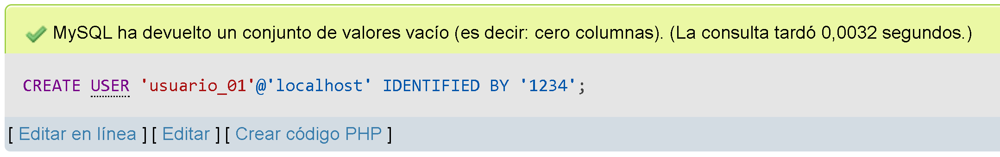 MySQL ha devuelto un conjunto de valores vacío (es decir: cero columnas). (La consulta tardó 0,0032 segundos.)
CREATE USER 'usuario_01'@'localhost' IDENTIFIED BY '1234';
[ Editar en línea ] [ Editar ] [ Crear código PHP ]